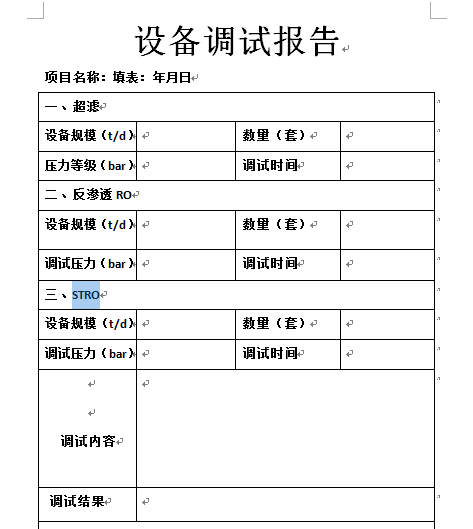 设备调试报告
项目名称：填表：年月日
一、超滤
设备规模（t/d） 数量（套）
压力等级（bar） 调试时间
二、反渗透 RO
设备规模（t/d） 数量（套）
调试压力（bar） 调试时间
三、STRO
设备规模（t/d） 数量（套）
调试压力（bar） 调试时间
调试内容
调试结果